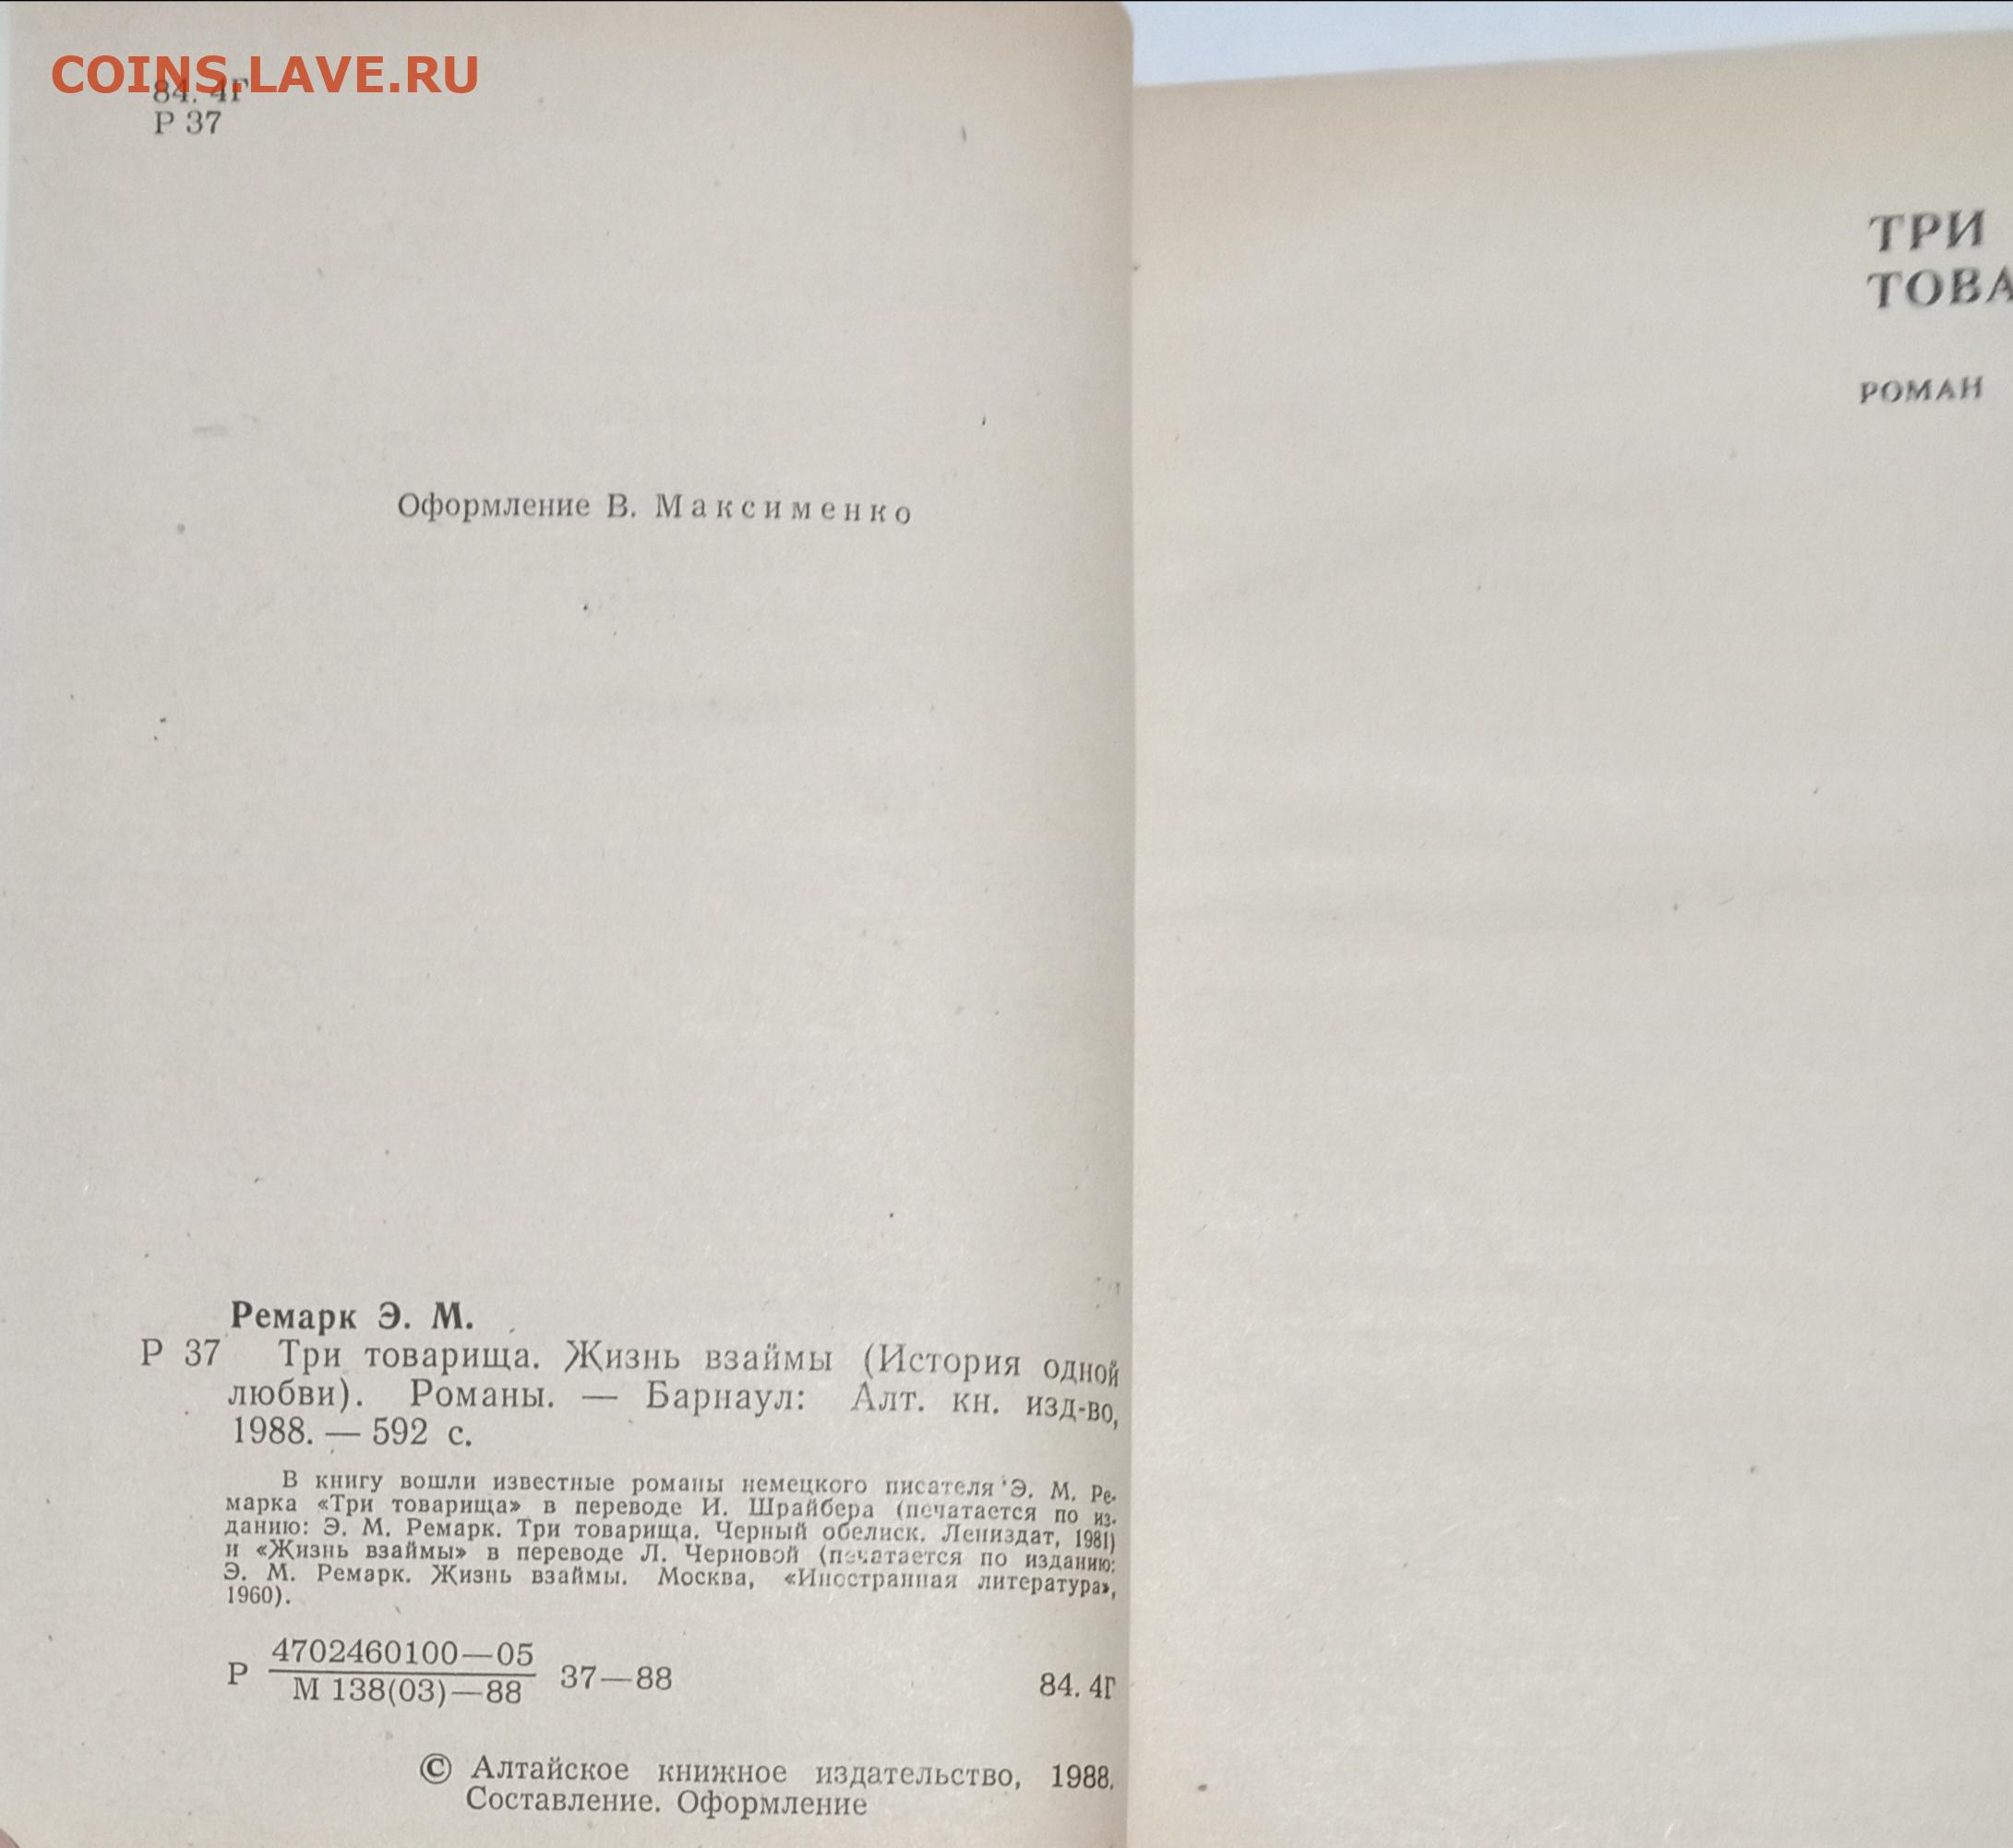 COINS.LAVE.RU
84. 4Г
Р 37
Оформление В. Максименко
Ремарк Э. М.
Р 37 Три товарища. Жизнь взаймы (История одной
любви). Романы. — Барнаул: Алт. кн. изд-во,
1988. — 592 с.
В книгу вошли известные романы немецкого писателя Э. М. Ре-
марка «Три товарища» в переводе И. Шрайбера (печатается по из-
данию: Э. М. Ремарк. Три товарища. Черный обелиск. Лениздат, 1981)
и «Жизнь взаймы» в переводе Л. Черновой (печатается по изданию:
Э. М. Ремарк. Жизнь взаймы. Москва, «Иностранная литература»,
1960).
Р 4702460100—05
М 138(03)—88
37—88
84. 4Г
© Алтайское книжное издательство, 1988.
Составление. Оформление
ТРИ
ТОВА
РОМАН